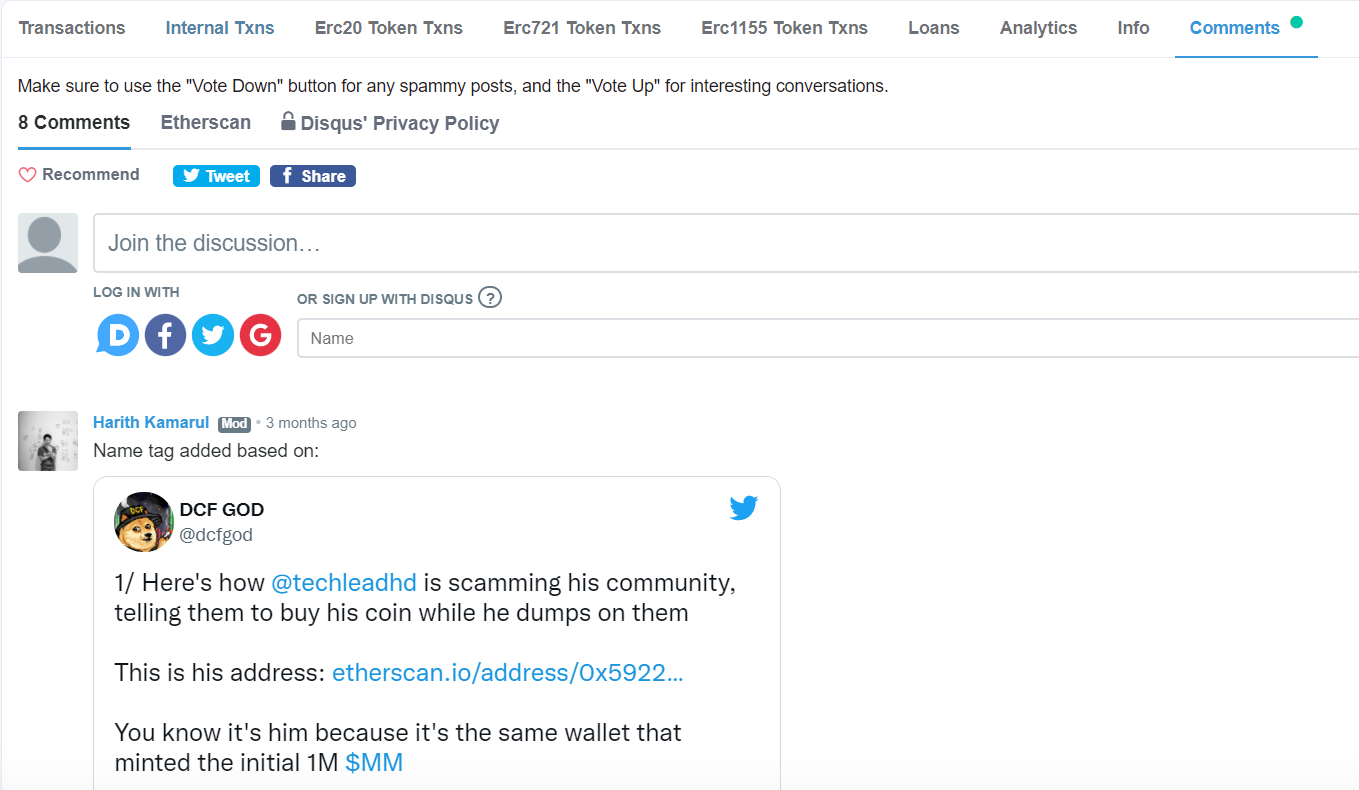 Transactions Internal Txns Erc20 Token Txns Erc721 Token Txns Erc1155 Token Txns Loans Analytics Info Comments
Make sure to use the "Vote Down" button for any spammy posts, and the "Vote Up" for interesting conversations.
8 Comments Etherscan Disqus' Privacy Policy
Recommend Tweet f Share
Join the discussion…
LOG IN WITH
OR SIGN UP WITH DISQUS ?
D f G
Name
Harith Kamarul Mod • 3 months ago
Name tag added based on:
DCF
DCF GOD
@dcfgod
1/ Here's how @techleadhd is scamming his community,
telling them to buy his coin while he dumps on them
This is his address: etherscan.io/address/0x5922…
You know it's him because it's the same wallet that
minted the initial 1M $MM